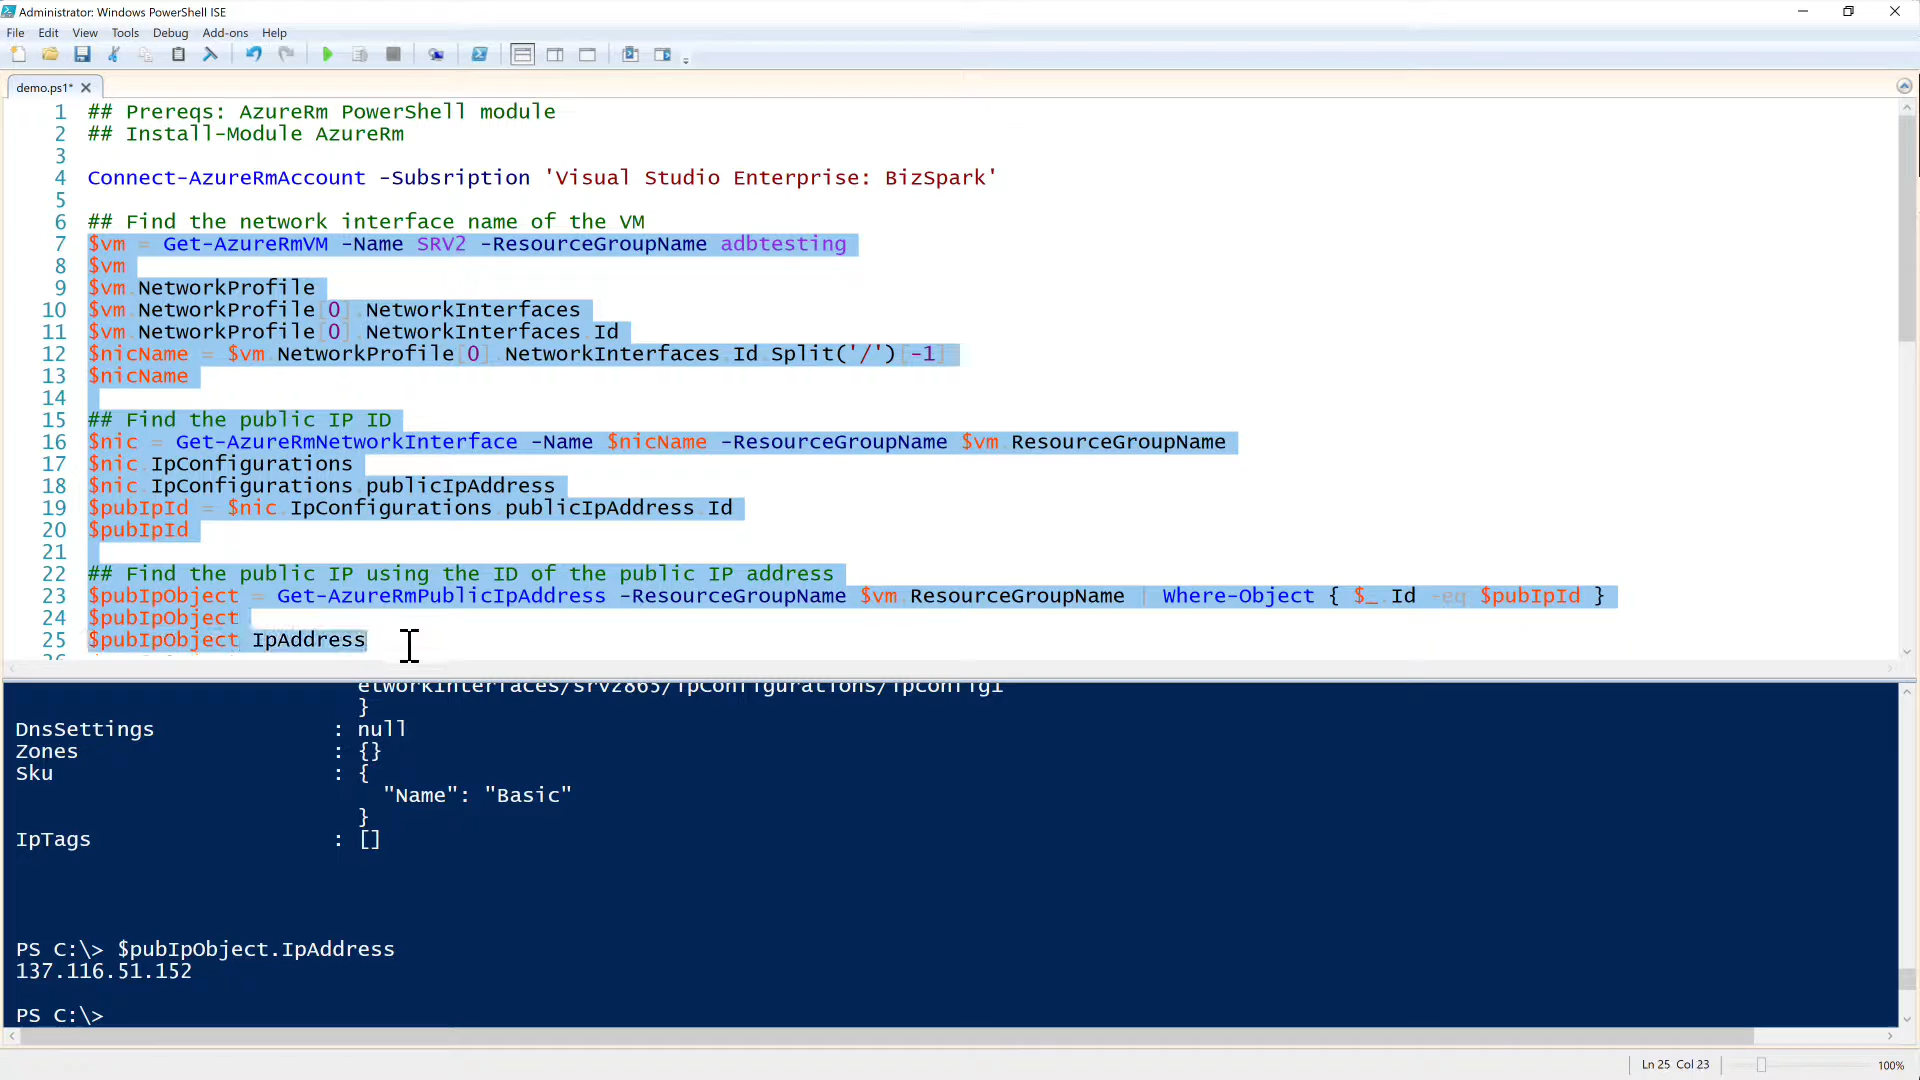 Administrator: Windows PowerShell ISE
File Edit View Tools Debug Add-ons Help
demo.ps1*
1 ## Prereqs: AzureRm PowerShell module
2 ## Install-Module AzureRm
3
4 Connect-AzureRmAccount -Subsription 'Visual Studio Enterprise: BizSpark'
5
6 ## Find the network interface name of the VM
7 $vm = Get-AzureRmVM -Name SRV2 -ResourceGroupName adbtesting
8 $vm
9 $vm.NetworkProfile
10 $vm.NetworkProfile[0].NetworkInterfaces
11 $vm.NetworkProfile[0].NetworkInterfaces.Id
12 $nicName = $vm.NetworkProfile[0].NetworkInterfaces.Id.Split('/')[-1]
13 $nicName
14
15 ## Find the public IP ID
16 $nic = Get-AzureRmNetworkInterface -Name $nicName -ResourceGroupName $vm.ResourceGroupName
17 $nic.IpConfigurations
18 $nic.IpConfigurations.publicIpAddress
19 $pubIpId = $nic.IpConfigurations.publicIpAddress.Id
20 $pubIpId
21
22 ## Find the public IP using the ID of the public IP address
23 $pubIpObject = Get-AzureRmPublicIpAddress -ResourceGroupName $vm.ResourceGroupName | Where-Object { $_.Id -eq $pubIpId }
24 $pubIpObject
25 $pubIpObject.IpAddress
etworkInterfaces/srv2865/ipConfigurations/ipconfig1
}
DnsSettings : null
Zones : {}
Sku : {
"Name": "Basic"
}
IpTags : []
PS C:\> $pubIpObject.IpAddress
137.116.51.152
PS C:\>
Ln 25 Col 23 100%